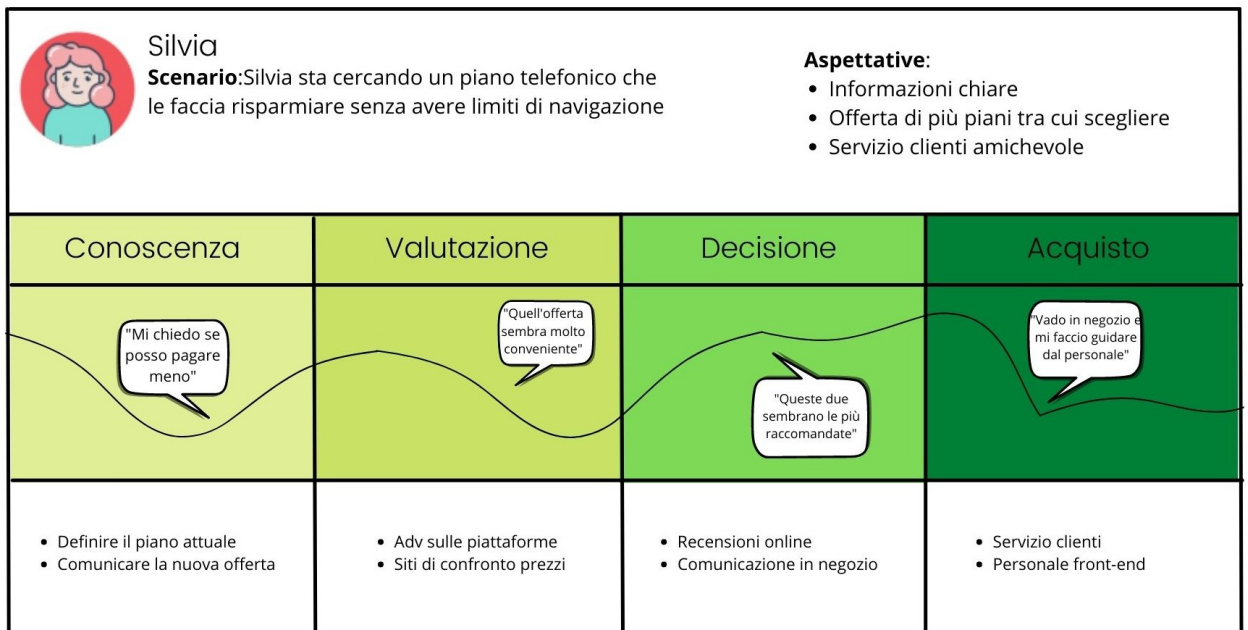 Silvia
Scenario:Silvia sta cercando un piano telefonico che
le faccia risparmiare senza avere limiti di navigazione
Aspettative:
• Informazioni chiare
• Offerta di più piani tra cui scegliere
• Servizio clienti amichevole
Conoscenza
Valutazione
Decisione
Acquisto
"Mi chiedo se
posso pagare
meno"
"Quell'offerta
sembra molto
conveniente"
"Queste due
sembrano le più
raccomandate"
"Vado in negozio e
mi faccio guidare
dal personale"
• Definire il piano attuale
• Comunicare la nuova offerta
• Adv sulle piattaforme
• Siti di confronto prezzi
• Recensioni online
• Comunicazione in negozio
• Servizio clienti
• Personale front-end